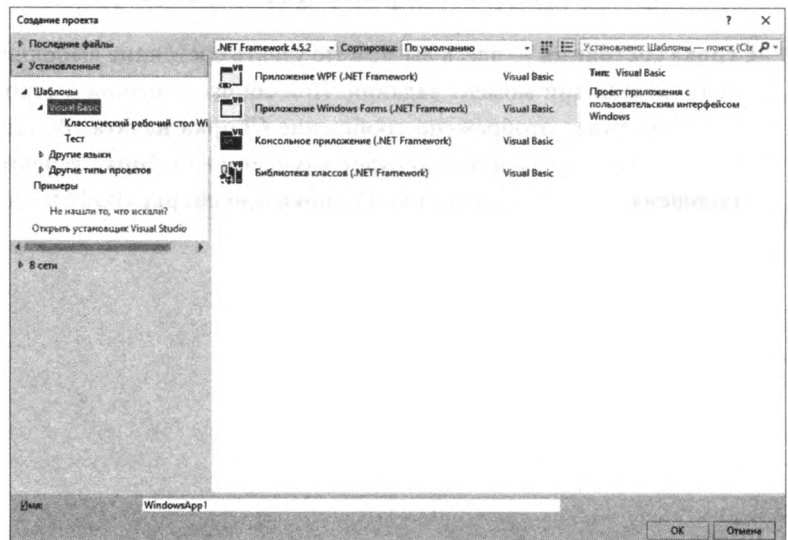 Создание проекта
? ×
Последние файлы
.NET Framework 4.5.2
Сортировка: По умолчанию
Установлено: Шаблоны — поиск (Ctr
Установленные
Шаблоны
Visual Basic
Классический рабочий стол Wi
Тест
Другие языки
Другие типы проектов
Примеры
Не нашли то, что искали?
Открыть установщик Visual Studio
В сети
Приложение WPF (.NET Framework) Visual Basic
Приложение Windows Forms (.NET Framework) Visual Basic
Консольное приложение (.NET Framework) Visual Basic
Библиотека классов (.NET Framework) Visual Basic
Тип: Visual Basic
Проект приложения с
пользовательским интерфейсом
Windows
Имя: WindowsApp1
OK Отмена